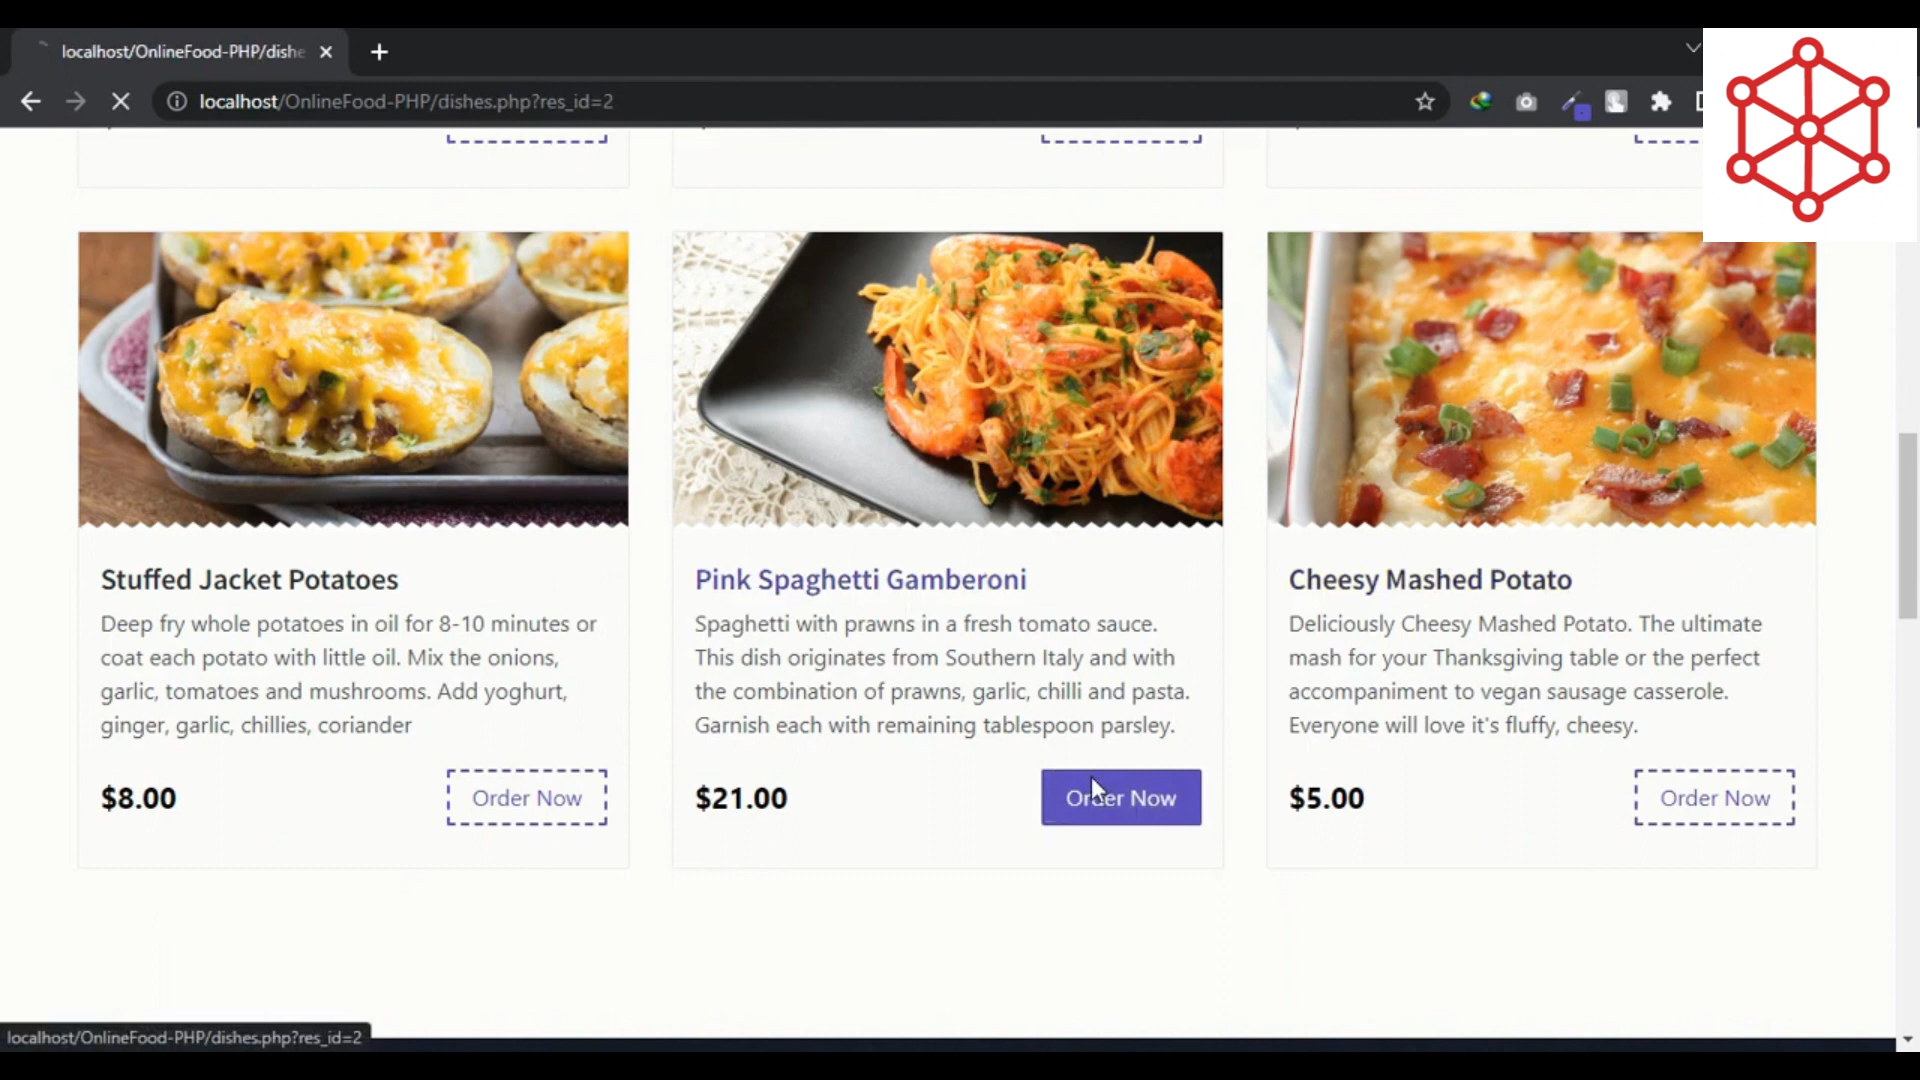 localhost/OnlineFood-PHP/dishe
localhost/OnlineFood-PHP/dishes.php?res_id=2
Stuffed Jacket Potatoes
Deep fry whole potatoes in oil for 8-10 minutes or
coat each potato with little oil. Mix the onions,
garlic, tomatoes and mushrooms. Add yoghurt,
ginger, garlic, chillies, coriander
$8.00
Order Now
Pink Spaghetti Gamberoni
Spaghetti with prawns in a fresh tomato sauce.
This dish originates from Southern Italy and with
the combination of prawns, garlic, chilli and pasta.
Garnish each with remaining tablespoon parsley.
$21.00
Order Now
Cheesy Mashed Potato
Deliciously Cheesy Mashed Potato. The ultimate
mash for your Thanksgiving table or the perfect
accompaniment to vegan sausage casserole.
Everyone will love it's fluffy, cheesy.
$5.00
Order Now
localhost/OnlineFood-PHP/dishes.php?res_id=2